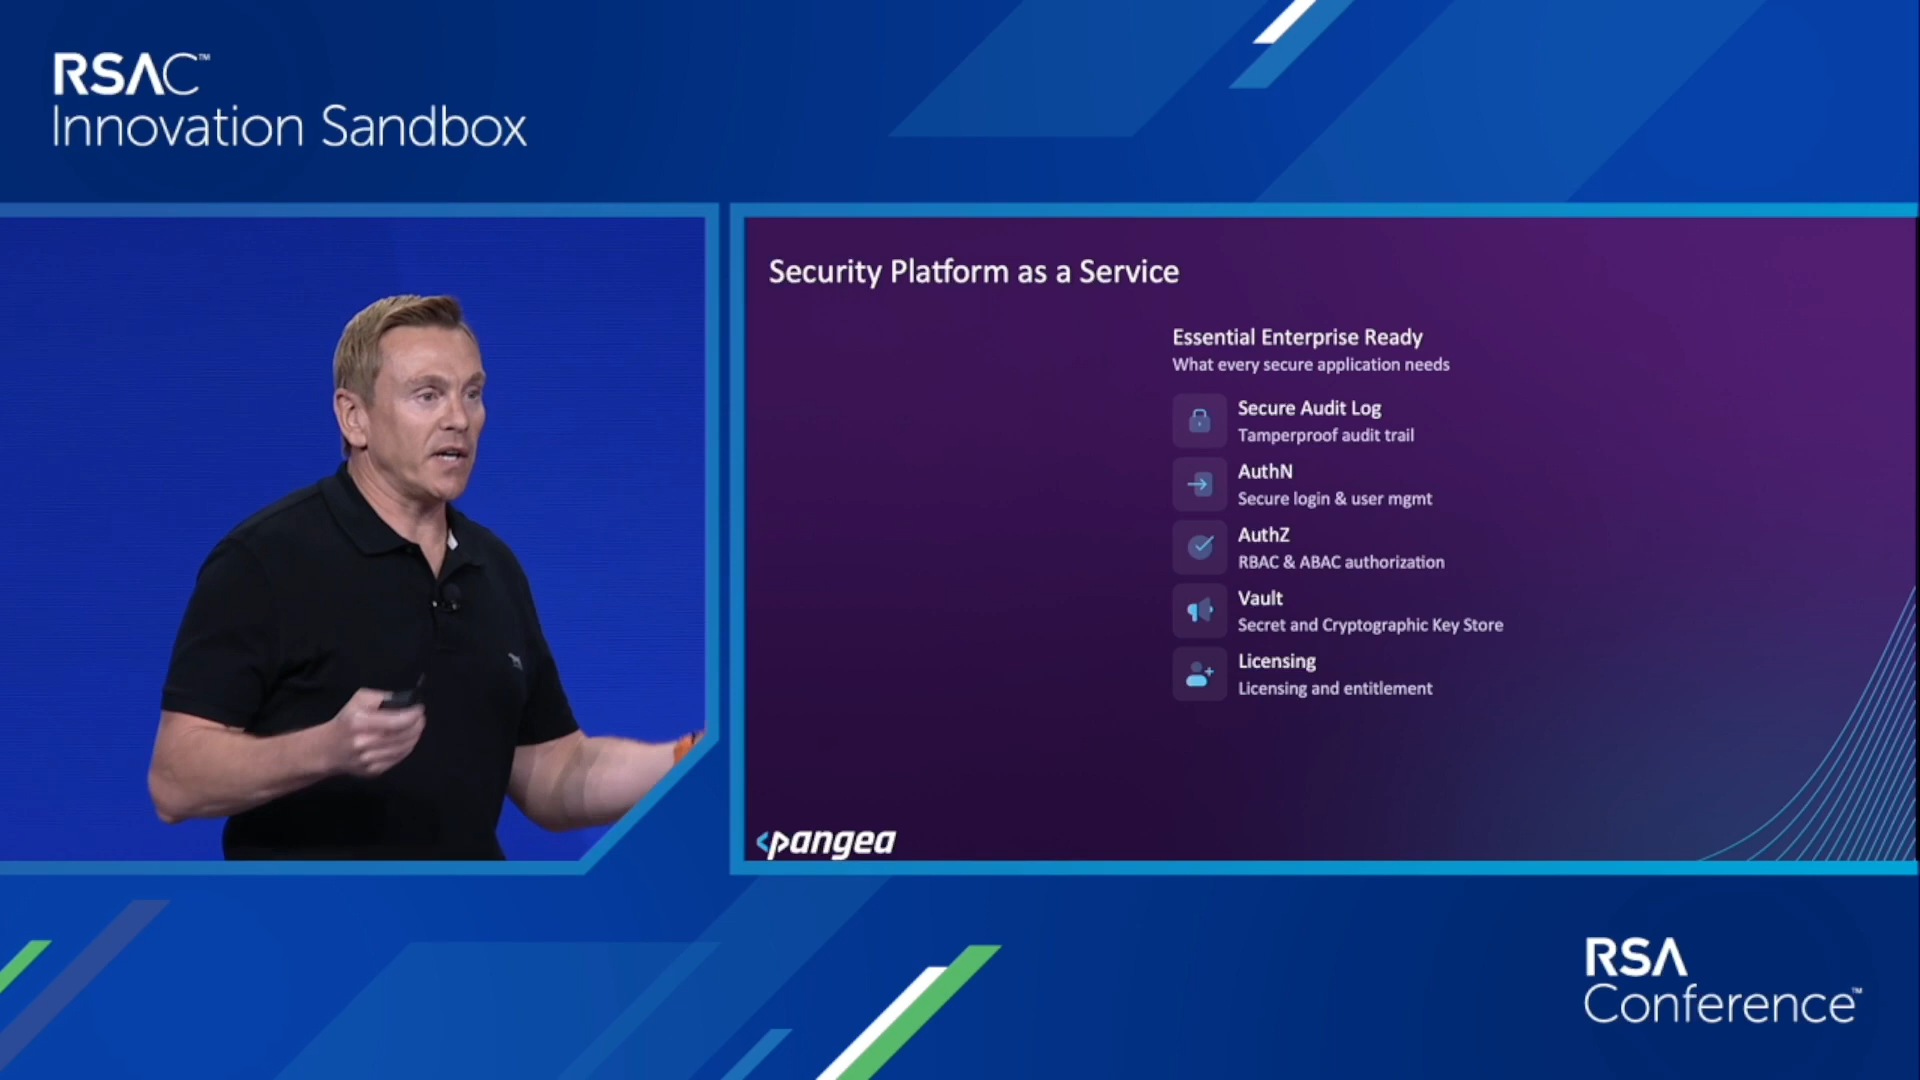 RSAC™
Innovation Sandbox
Security Platform as a Service
Essential Enterprise Ready
What every secure application needs
Secure Audit Log
Tamperproof audit trail
AuthN
Secure login & user mgmt
AuthZ
RBAC & ABAC authorization
Vault
Secret and Cryptographic Key Store
Licensing
Licensing and entitlement
<pangea
RSA
Conference™